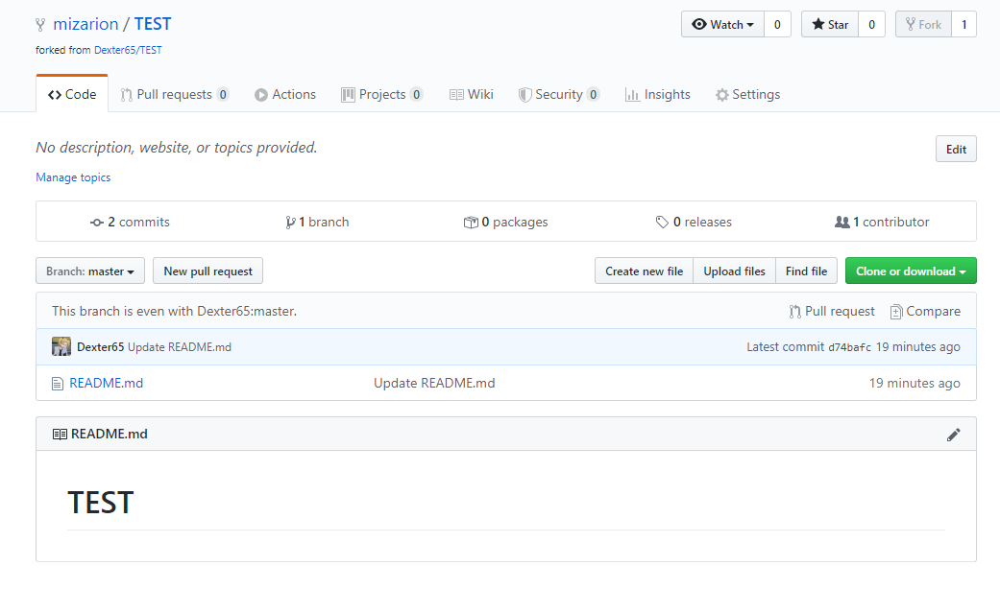 mizarion / TEST
Watch 0 Star 0 Fork 1
forked from Dexter65/TEST
Code Pull requests 0 Actions Projects 0 Wiki Security 0 Insights Settings
No description, website, or topics provided. Edit
Manage topics
2 commits 1 branch 0 packages 0 releases 1 contributor
Branch: master New pull request Create new file Upload files Find file Clone or download
This branch is even with Dexter65:master. Pull request Compare
Dexter65 Update README.md Latest commit d74bafc 19 minutes ago
README.md Update README.md 19 minutes ago
README.md
TEST